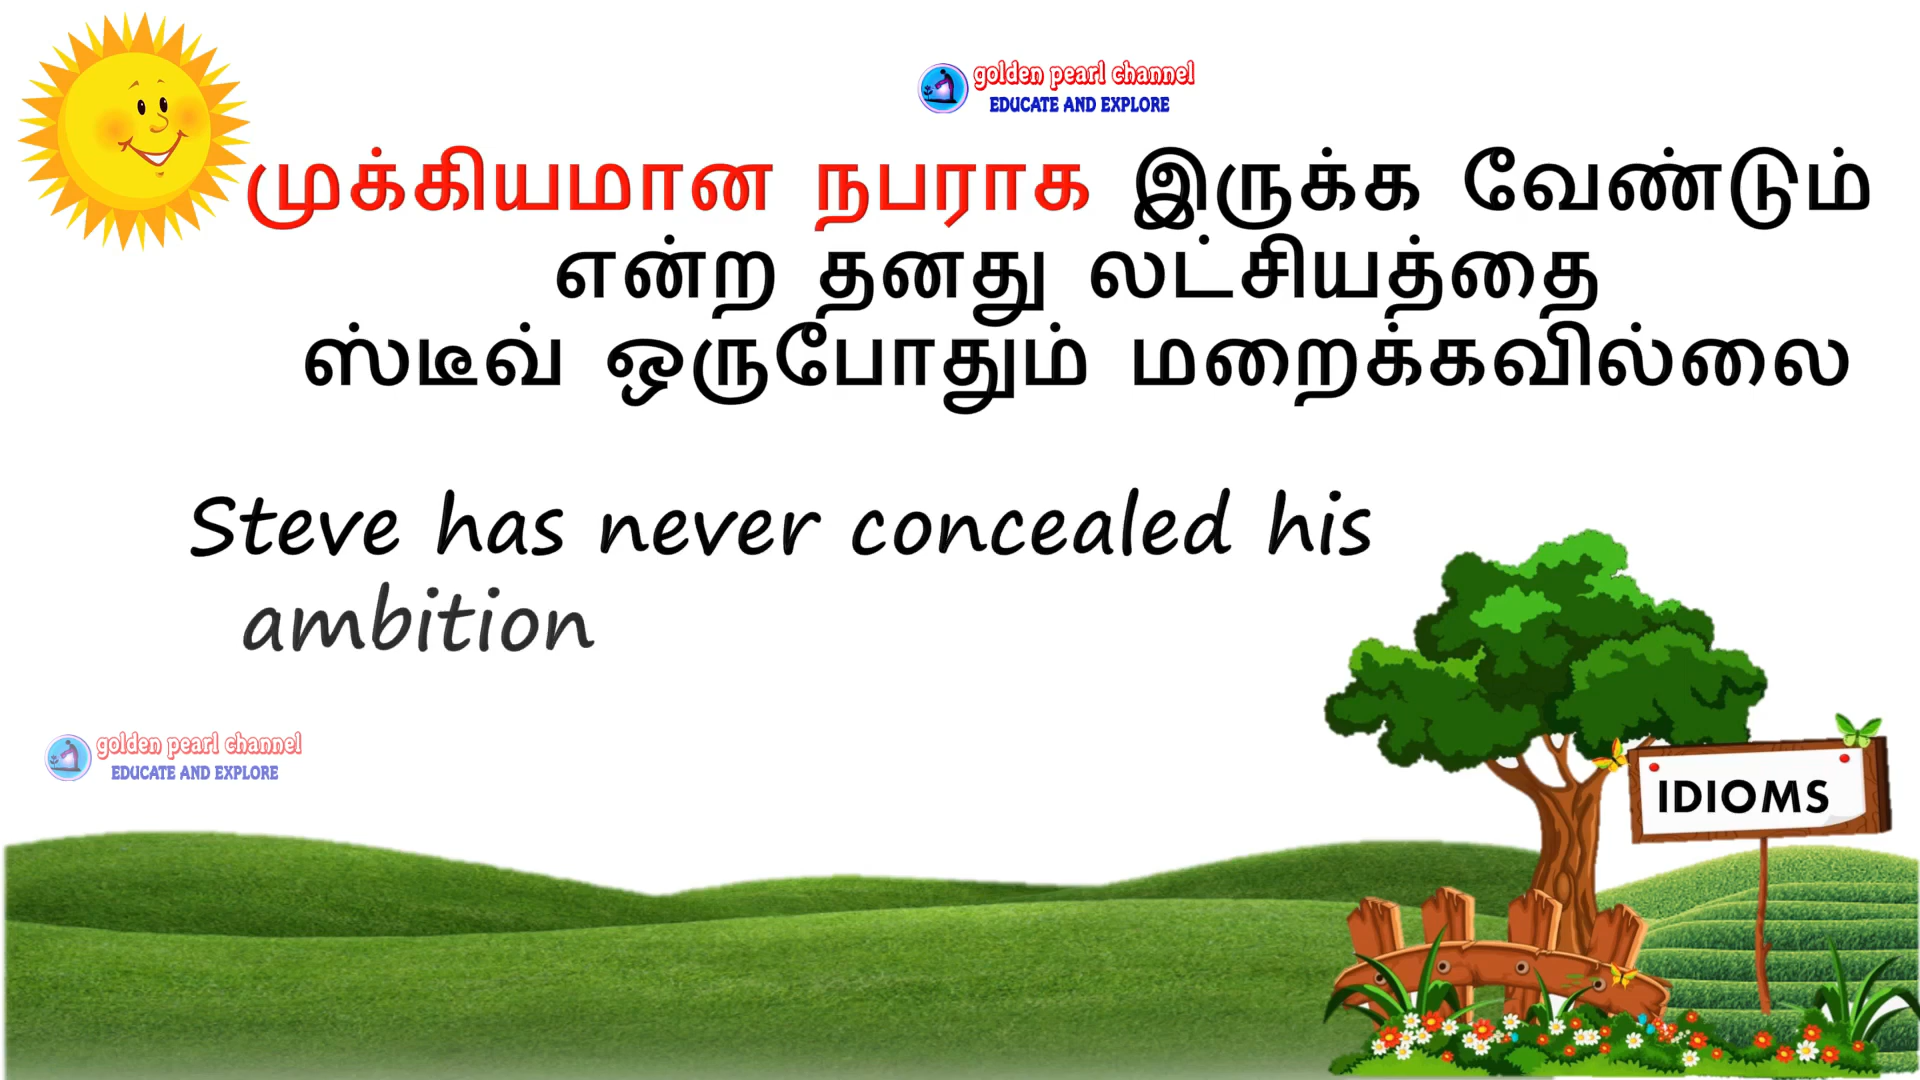 golden pearl channel
EDUCATE AND EXPLORE
முக்கியமான நபராக இருக்க வேண்டும்
என்ற தனது லட்சியத்தை
ஸ்டீவ் ஒருபோதும் மறைக்கவில்லை
Steve has never concealed his
ambition
golden pearl channel
EDUCATE AND EXPLORE
IDIOMS